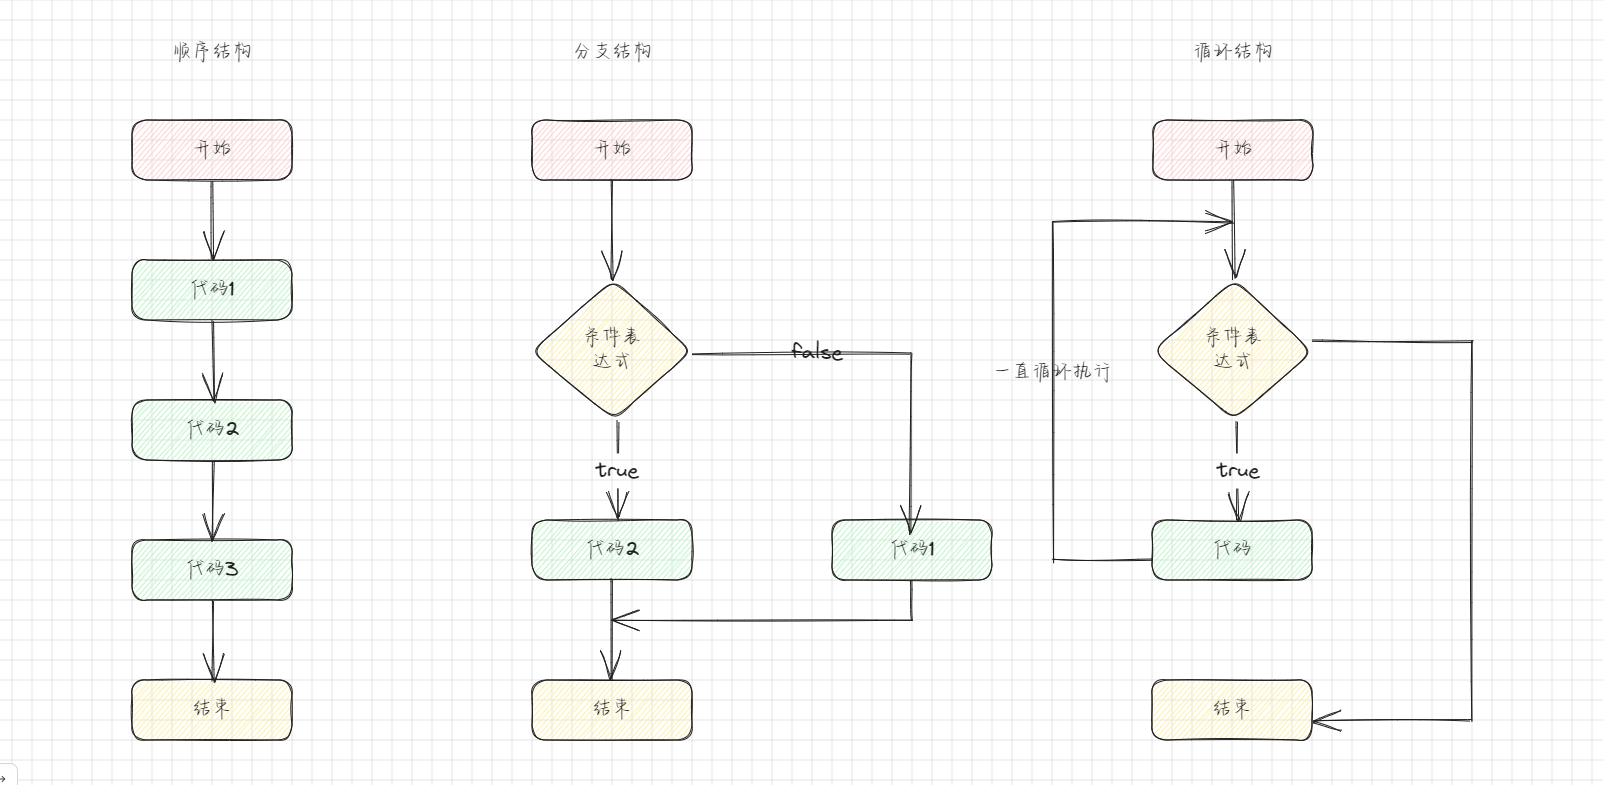 顺序结构
分支结构
循环结构
开始
开始
开始
代码1
条件表
达式
条件表
达式
false
一直循环执行
代码2
true
true
代码2
代码1
代码
代码3
结束
结束
结束